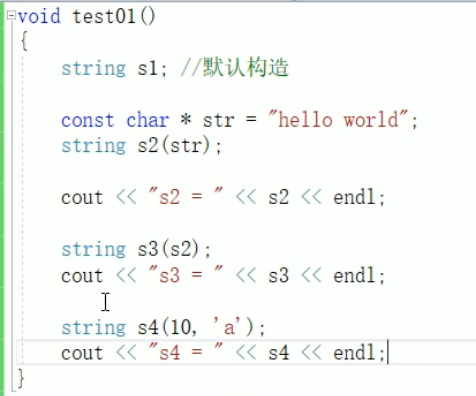 void test01()
{
string s1; //默认构造
const char * str = "hello world";
string s2(str);
cout << "s2 = " << s2 << endl;
string s3(s2);
cout << "s3 = " << s3 << endl;
string s4(10, 'a');
cout << "s4 = " << s4 << endl;
}